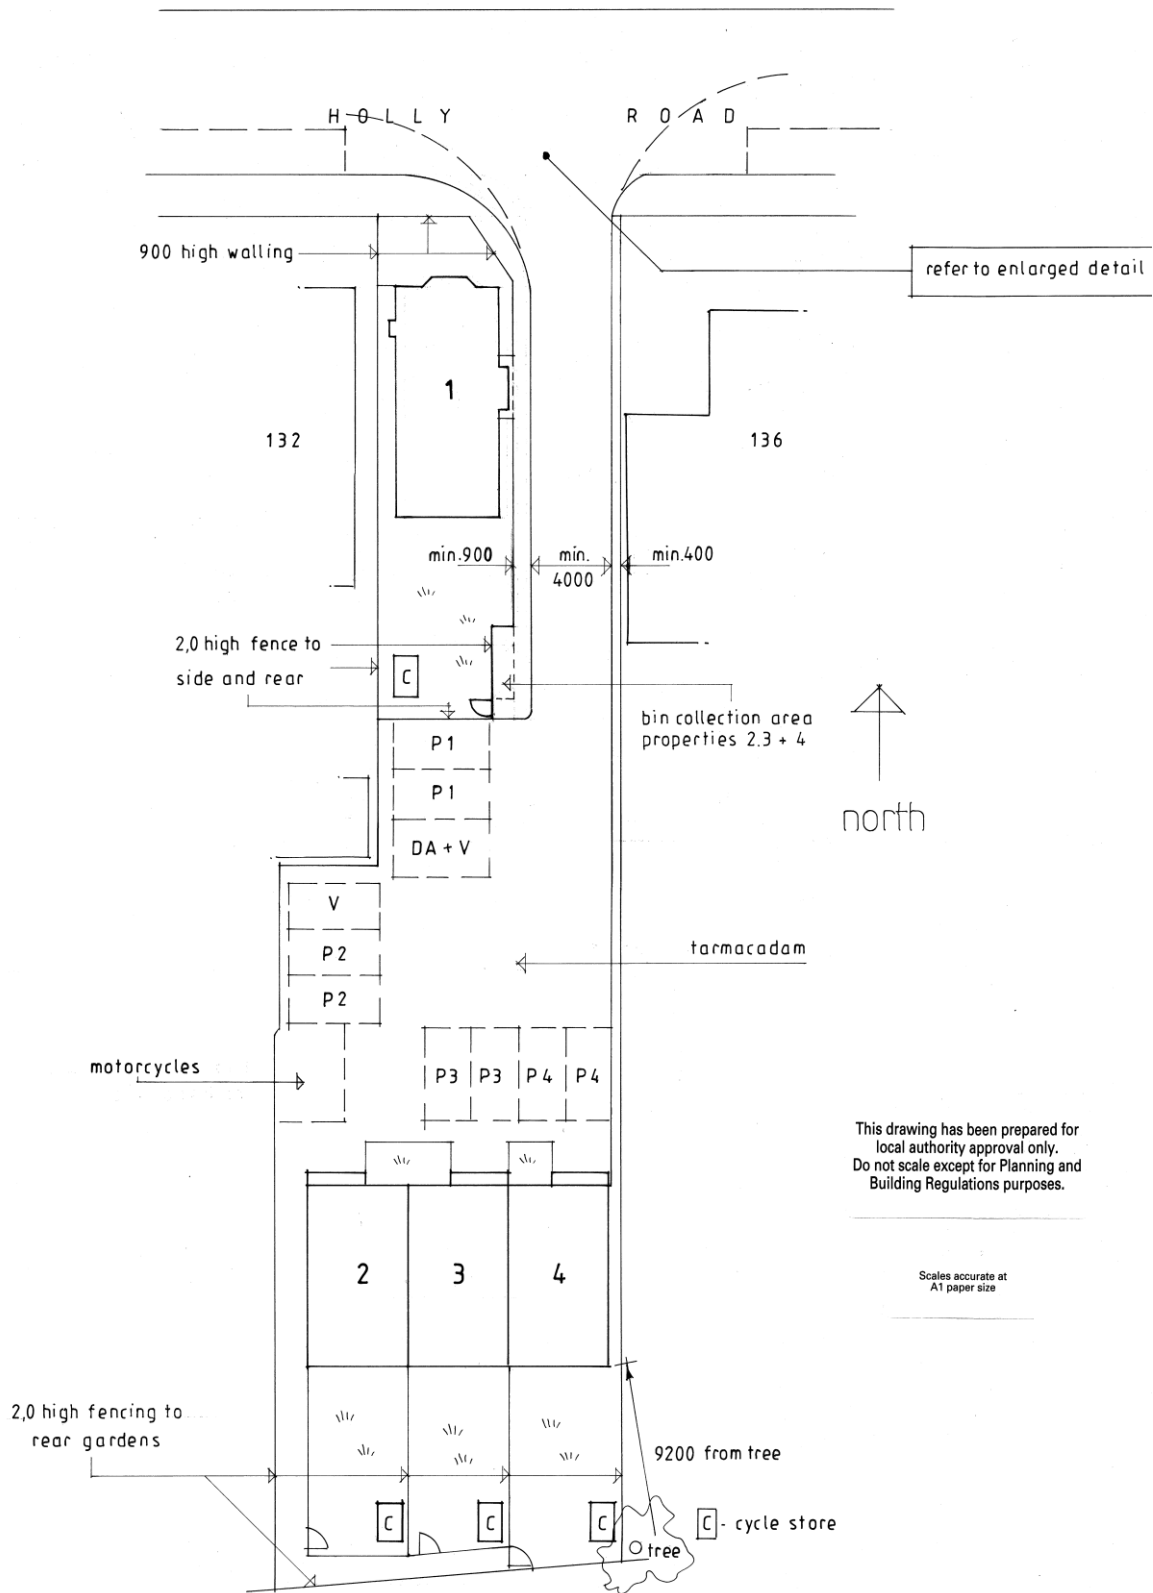 HOLLY ROAD
900 high walling
refer to enlarged detail
1
132
136
min.900
min.
4000
min.400
2,0 high fence to
side and rear
C
bin collection area
properties 2.3 + 4
P1
P1
DA + V
north
V
P2
P2
tarmacadam
motorcycles
P3
P3
P4
P4
This drawing has been prepared for
local authority approval only.
Do not scale except for Planning and
Building Regulations purposes.
2
3
4
Scales accurate at
A1 paper size
2,0 high fencing to
rear gardens
9200 from tree
C
C
C
C - cycle store
tree